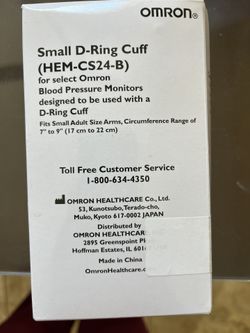 OMRON
Small D-Ring Cuff
(HEM-CS24-B)
for select Omron
Blood Pressure Monitors
designed to be used with a
D-Ring Cuff
Fits Small Adult Size Arms, Circumference Range of
7" to 9" (17 cm to 22 cm)
Toll Free Customer Service
1-800-634-4350
OMRON HEALTHCARE Co., Ltd.
53, Kunotsubo, Terado-cho,
Muko, Kyoto 617-0002 JAPAN
Distributed by
OMRON HEALTHCARE
2895 Greenspoint
Hoffman Estates, IL
Made in China
OmronHealthcare.c